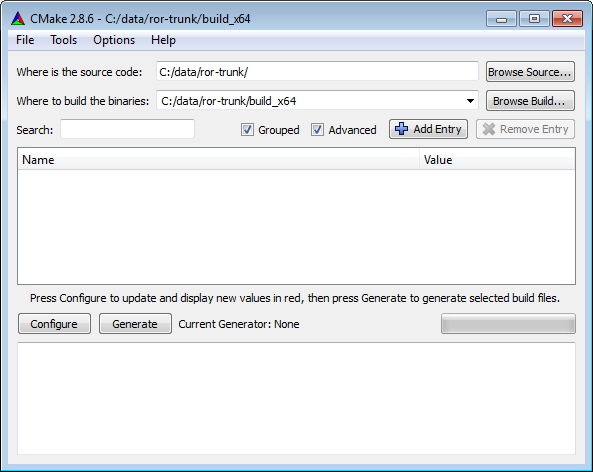 CMake 2.8.6 - C:/data/ror-trunk/build_x64
File Tools Options Help
Where is the source code: C:/data/ror-trunk/ Browse Source...
Where to build the binaries: C:/data/ror-trunk/build_x64 Browse Build...
Search: Grouped Advanced Add Entry Remove Entry
Name Value
Press Configure to update and display new values in red, then press Generate to generate selected build files.
Configure Generate Current Generator: None